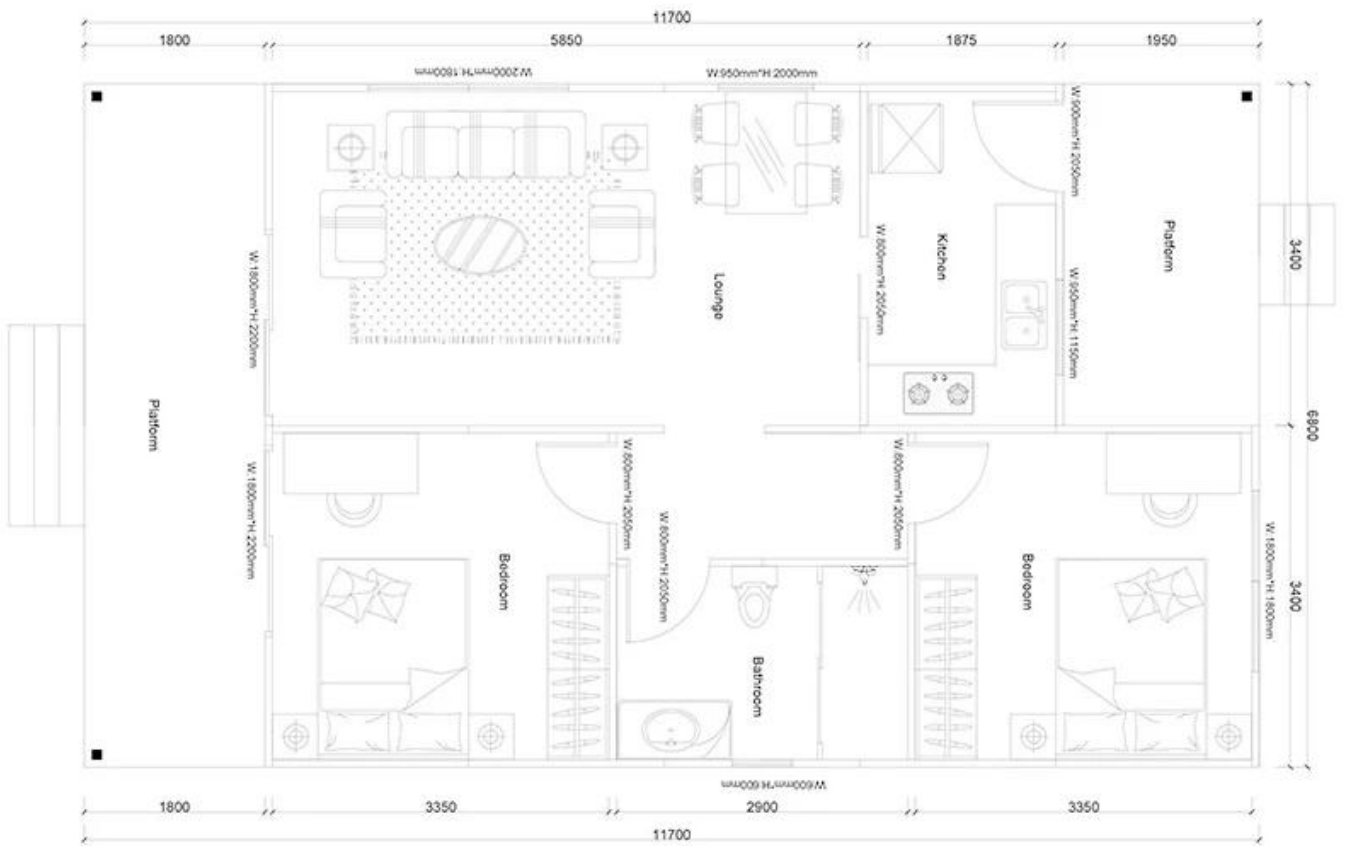 11700
1800 5850 1875 1950
W:2000mm*H:1800mm
W:950mm*H:2000mm
W:900mm*H:2050mm
Platform
3400
Kitchen
W:800mm*H:2050mm
Lounge
W:1800mm*H:2200mm
W:950mm*H:1150mm
Platform
6800
W:1800mm*H:2200mm
W:800mm*H:2050mm
W:800mm*H:2050mm
W:800mm*H:2050mm
Bedroom
Bathroom
Bedroom
W:1800mm*H:1800mm
3400
W:600mm*H:600mm
1800 3350 2900 3350
11700